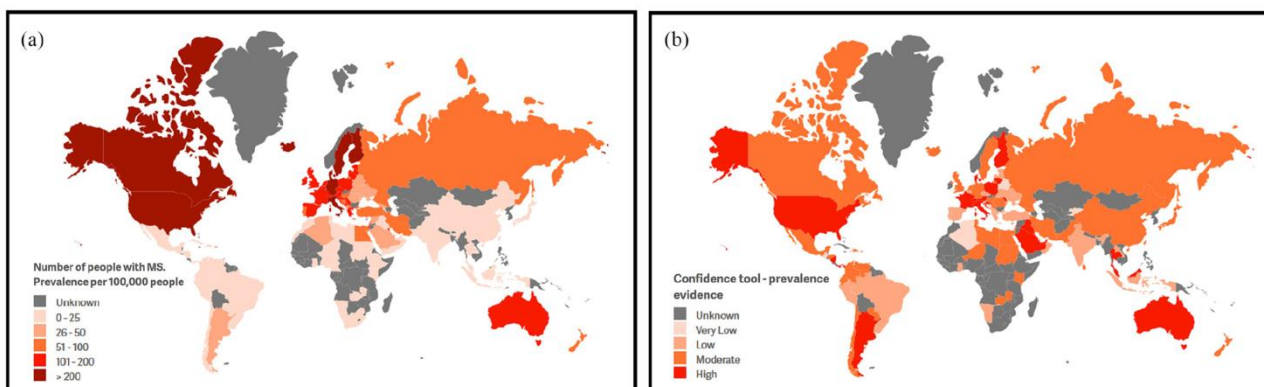 (a)
Number of people with MS.
Prevalence per 100,000 people
Unknown
0 - 25
26 - 50
51 - 100
101 - 200
> 200
(b)
Confidence tool - prevalence
evidence
Unknown
Very Low
Low
Moderate
High